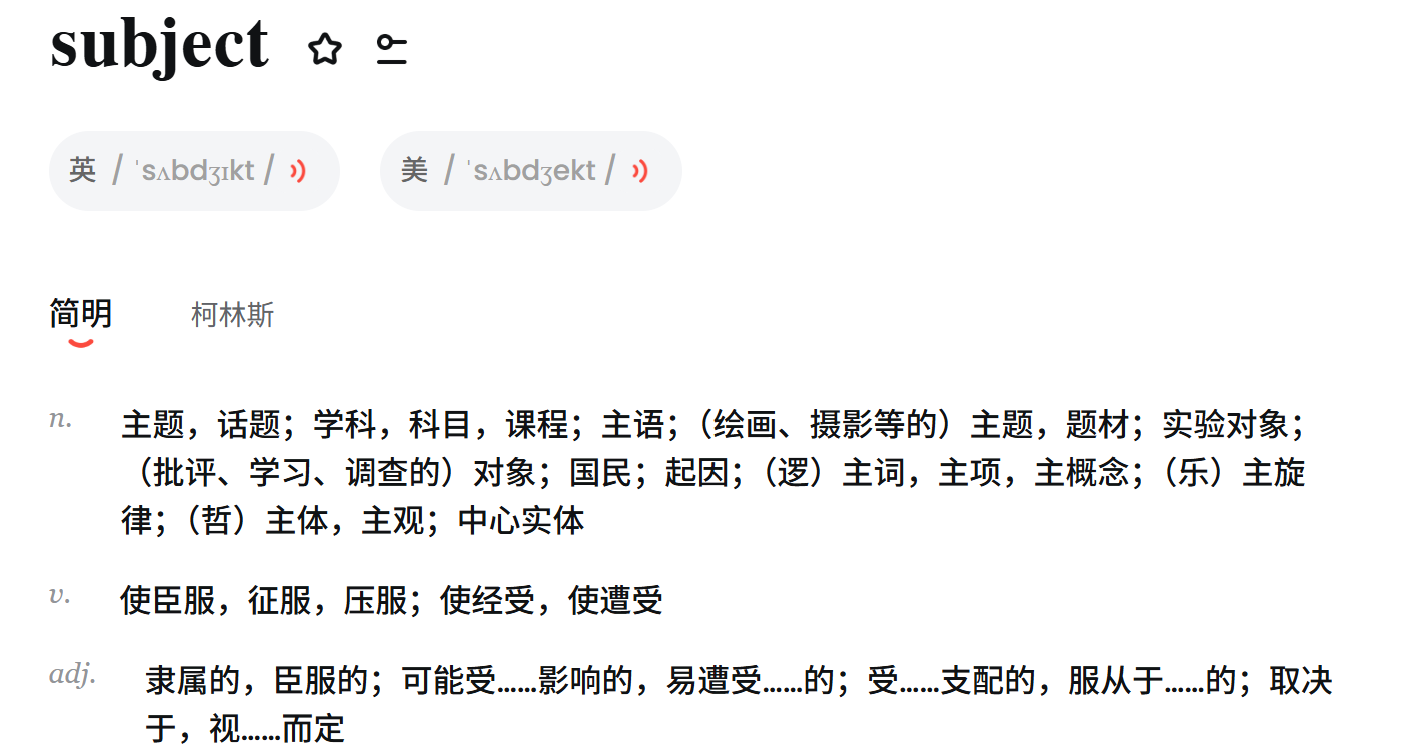 subject
英 / ˈsʌbdʒɪkt / 美 / ˈsʌbdʒekt /
简明 柯林斯
n. 主题，话题；学科，科目，课程；主语；（绘画、摄影等的）主题，题材；实验对象；
（批评、学习、调查的）对象；国民；起因；（逻）主词，主项，主概念；（乐）主旋
律；（哲）主体，主观；中心实体
v. 使臣服，征服，压服；使经受，使遭受
adj. 隶属的，臣服的；可能受……影响的，易遭受……的；受……支配的，服从于……的；取决
于，视……而定